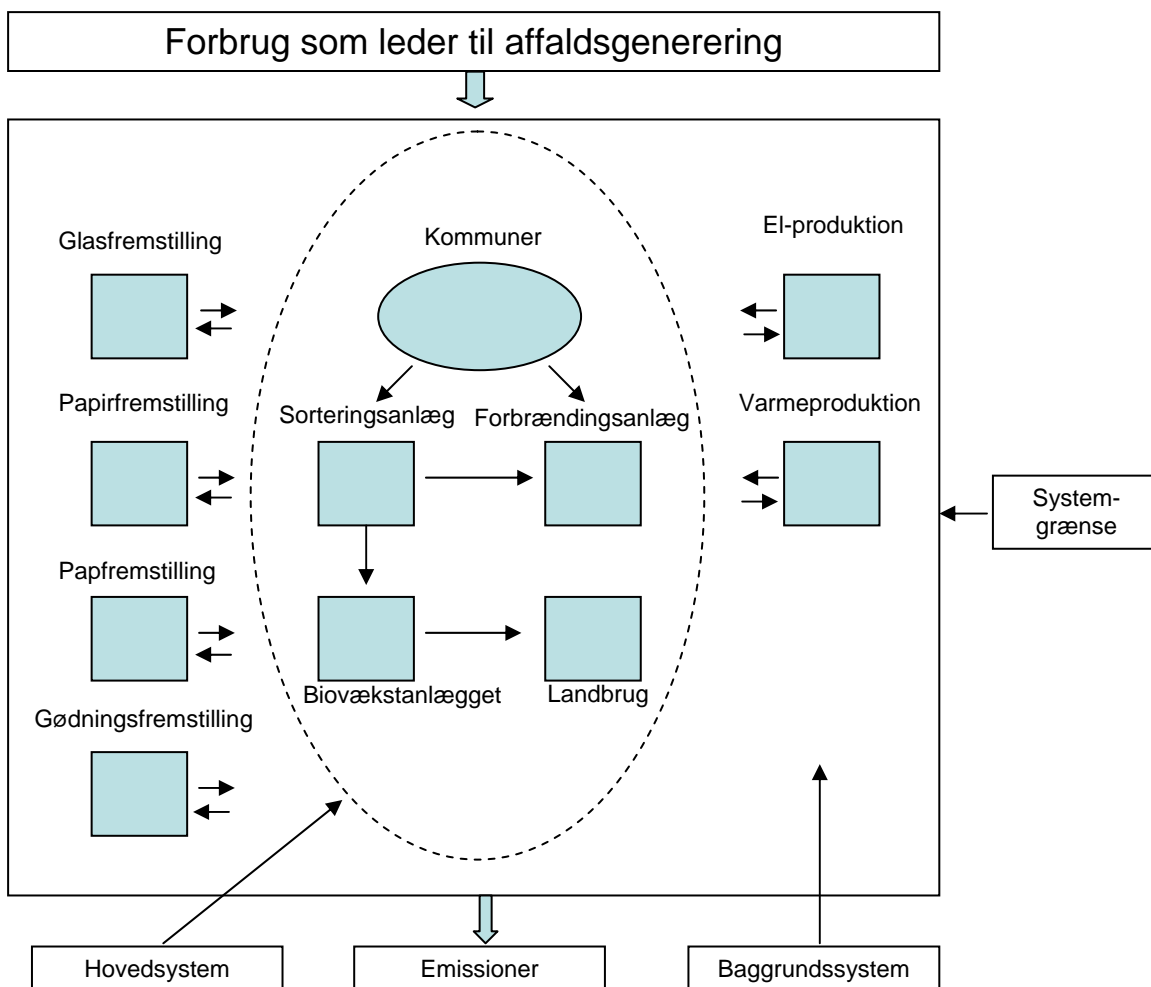 Forbrug som leder til affaldsgenerering
Glasfremstilling
Kommuner
El-produktion
Papirfremstilling
Sorteringsanlæg
Forbrændingsanlæg
Varmeproduktion
System-
grænse
Papfremstilling
Biovækstanlægget
Landbrug
Gødningsfremstilling
Hovedsystem
Emissioner
Baggrundssystem